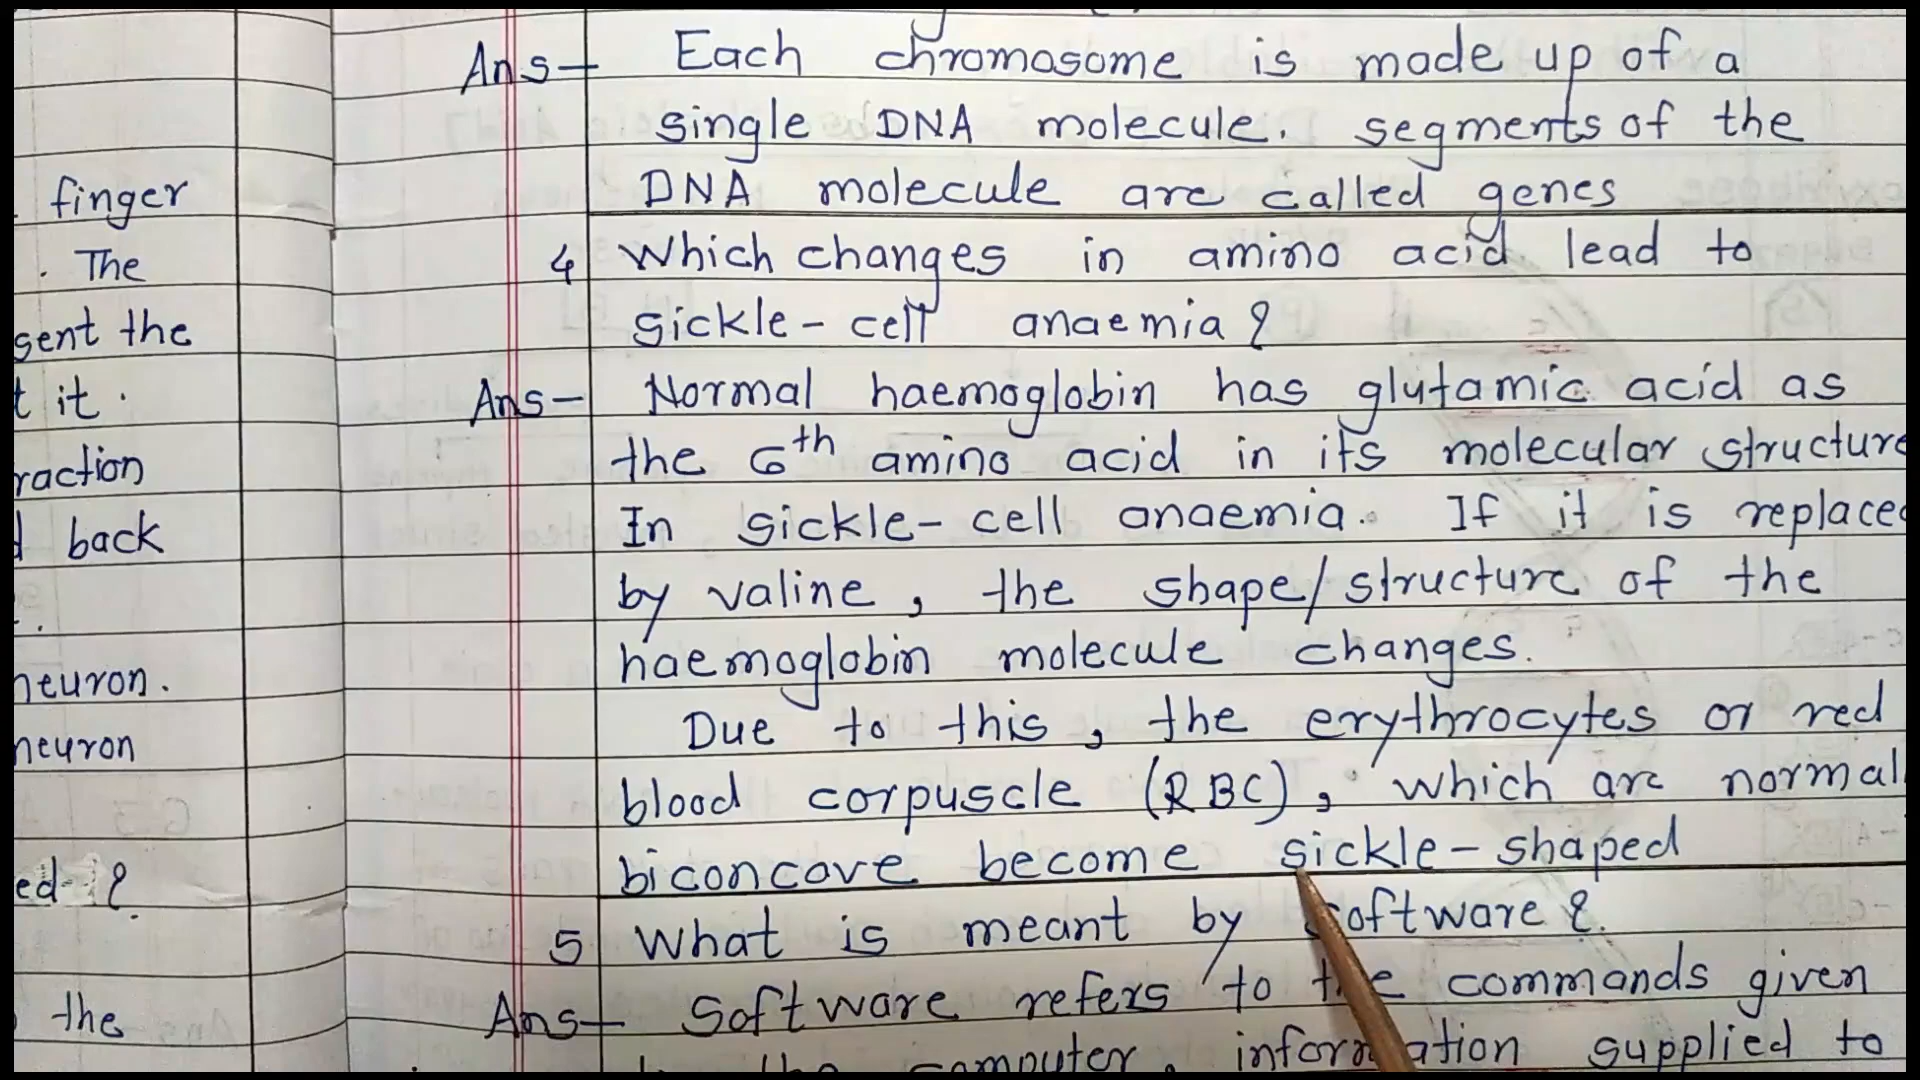 finger
The
sent the
t it.
raction
d back
neuron.
neuron
ed ?
the
Ans- Each chromosome is made up of a
single DNA molecule. segments of the
DNA molecule are called genes
4 Which changes in amino acid lead to
sickle-cell anaemia?
Ans- Normal haemoglobin has glutamic acid as
the 6th amino acid in its molecular structure
In sickle-cell anaemia. If it is replaced
by valine, the shape/structure of the
haemoglobin molecule changes.
Due to this, the erythrocytes or red
blood corpuscle (RBC), which are normal
biconcave become sickle-shaped
5 What is meant by software?
Ans- Software refers to the commands given
the computer, information supplied to